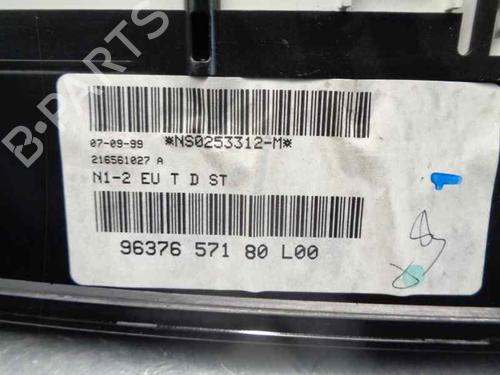 B-PARTS
07-09-99 *NS0253312-M*
216561027 A
N1-2 EU T D ST
96376 571 80 L00